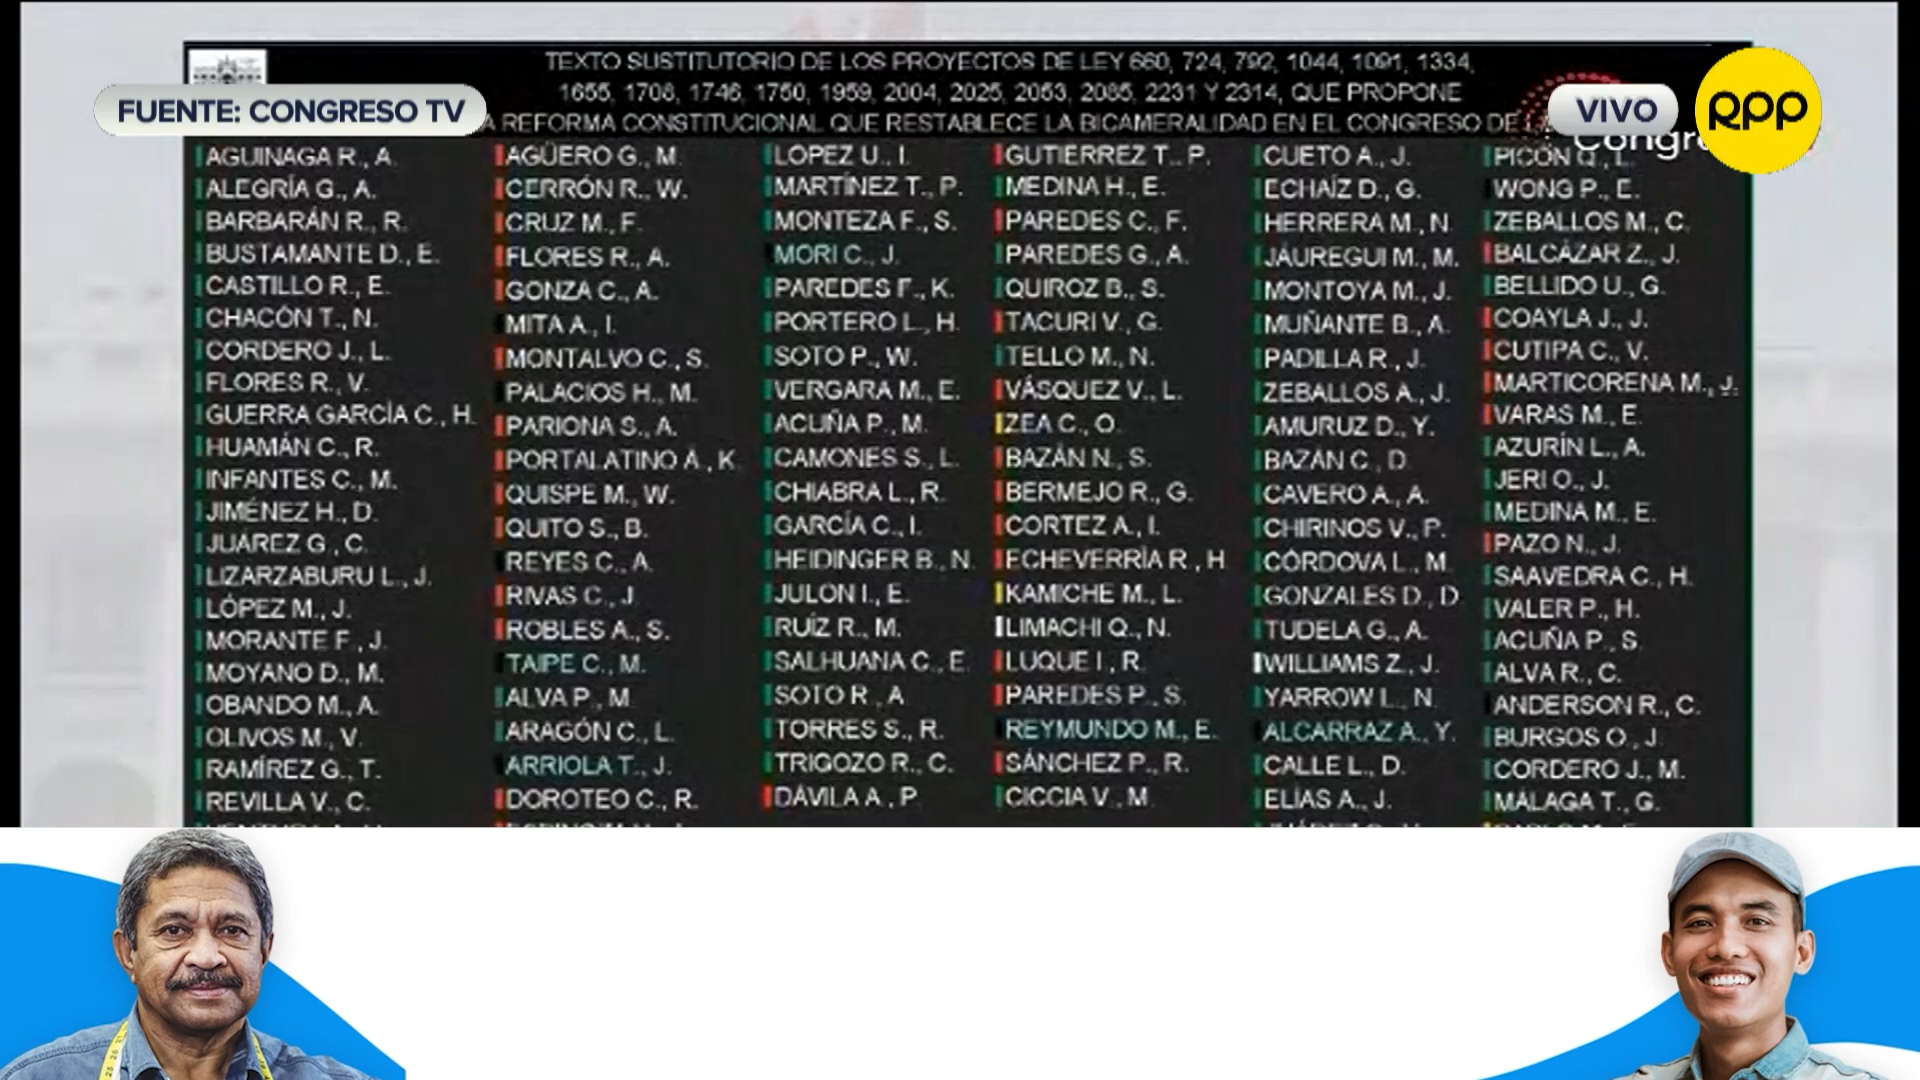 TEXTO SUSTITUTORIO DE LOS PROYECTOS DE LEY 660, 724, 792, 1044, 1091, 1334,
1655, 1708, 1746, 1750, 1959, 2004, 2025, 2053, 2085, 2231 Y 2314, QUE PROPONE
A REFORMA CONSTITUCIONAL QUE RESTABLECE LA BICAMERALIDAD EN EL CONGRESO DE
FUENTE: CONGRESO TV
VIVO
RPP
AGUINAGA R., A.
ALEGRÍA G., A.
BARBARÁN R., R.
BUSTAMANTE D., E.
CASTILLO R., E.
CHACÓN T., N.
CORDERO J., L.
FLORES R., V.
GUERRA GARCÍA C., H.
HUAMÁN C., R.
INFANTES C., M.
JIMÉNEZ H., D.
JUÁREZ G., C.
LIZARZABURU L., J.
LÓPEZ M., J.
MORANTE F., J.
MOYANO D., M.
OBANDO M., A.
OLIVOS M., V.
RAMÍREZ G., T.
REVILLA V., C.
AGÜERO G., M.
CERRÓN R., W.
CRUZ M., F.
FLORES R., A.
GONZA C., A.
MITA A., I.
MONTALVO C., S.
PALACIOS H., M.
PARIONA S., A.
PORTALATINO A., K.
QUISPE M., W.
QUITO S., B.
REYES C., A.
RIVAS C., J.
ROBLES A., S.
TAIPE C., M.
ALVA P., M.
ARAGÓN C., L.
ARRIOLA T., J.
DOROTEO C., R.
LOPEZ U., I.
MARTÍNEZ T., P.
MONTEZA F., S.
MORI C., J.
PAREDES F., K.
PORTERO L., H.
SOTO P., W.
VERGARA M., E.
ACUÑA P., M.
CAMONES S., L.
CHIABRA L., R.
GARCÍA C., I.
HEIDINGER B., N.
JULON I., E.
RUÍZ R., M.
SALHUANA C., E.
SOTO R., A
TORRES S., R.
TRIGOZO R., C.
DÁVILA A., P.
GUTIERREZ T., P.
MEDINA H., E.
PAREDES C., F.
PAREDES G., A.
QUIROZ B., S.
TACURI V., G.
TELLO M., N.
VÁSQUEZ V., L.
ZEA C., O.
BAZÁN N., S.
BERMEJO R., G.
CORTEZ A., I.
ECHEVERRÍA R., H
KAMICHE M., L.
LIMACHI Q., N.
LUQUE I., R.
PAREDES P., S.
REYMUNDO M., E.
SÁNCHEZ P., R.
CICCIA V., M.
CUETO A., J.
ECHAÍZ D., G.
HERRERA M., N.
JÁUREGUI M., M.
MONTOYA M., J.
MUÑANTE B., A.
PADILLA R., J.
ZEBALLOS A., J.
AMURUZ D., Y.
BAZÁN C., D.
CAVERO A., A.
CHIRINOS V., P.
CÓRDOVA L., M.
GONZALES D., D
TUDELA G., A.
WILLIAMS Z., J.
YARROW L., N.
ALCARRAZ A., Y.
CALLE L., D.
ELÍAS A., J.
PICÓN Q., L.
WONG P., E.
ZEBALLOS M., C.
BALCÁZAR Z., J.
BELLIDO U., G.
COAYLA J., J.
CUTIPA C., V.
MARTICORENA M., J.
VARAS M., E.
AZURÍN L., A.
JERI O., J.
MEDINA M., E.
PAZO N., J.
SAAVEDRA C., H.
VALER P., H.
ACUÑA P., S.
ALVA R., C.
ANDERSON R., C.
BURGOS O., J.
CORDERO J., M.
MÁLAGA T., G.